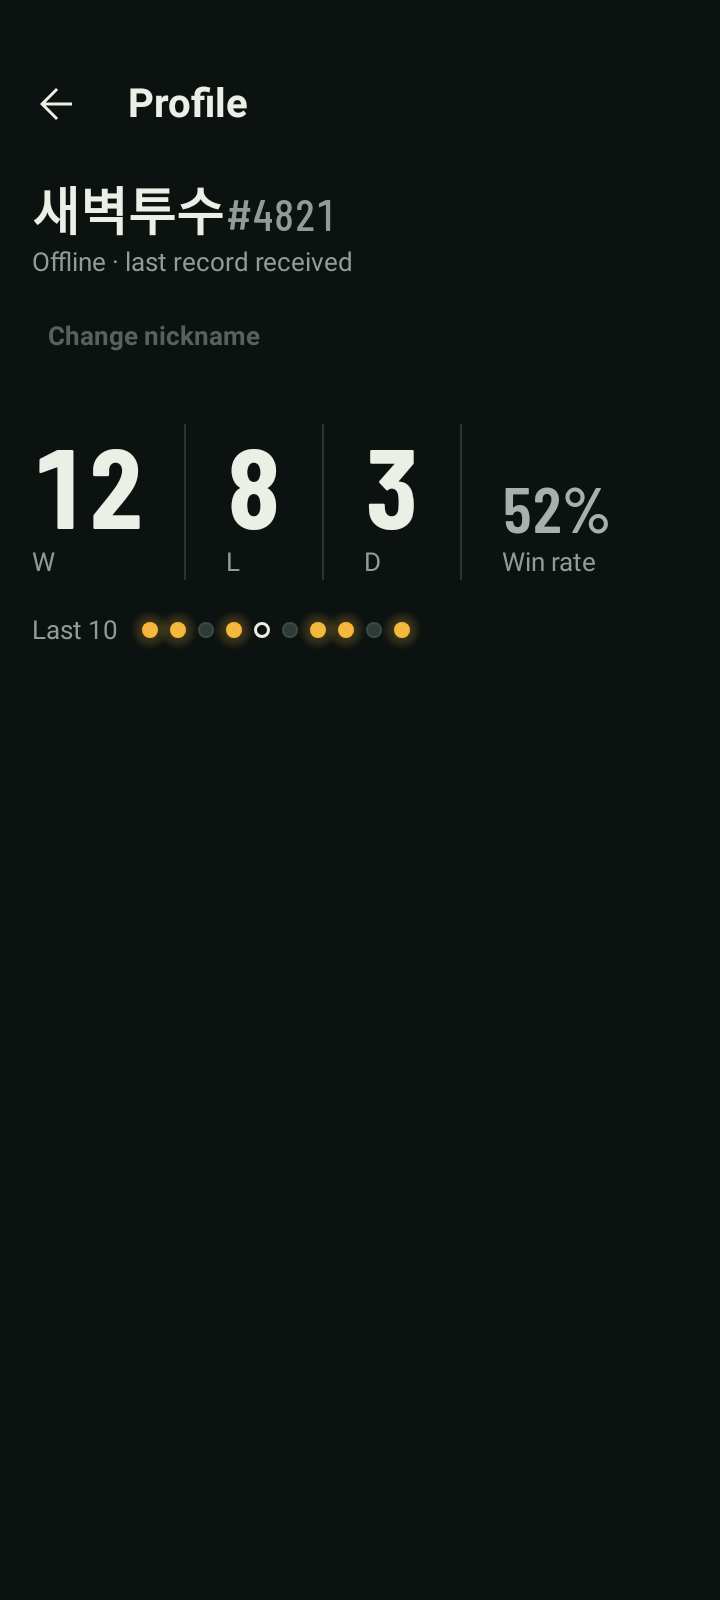 Profile
새벽투수#4821
Offline · last record received
Change nickname
12 8 3 52%
W L D Win rate
Last 10